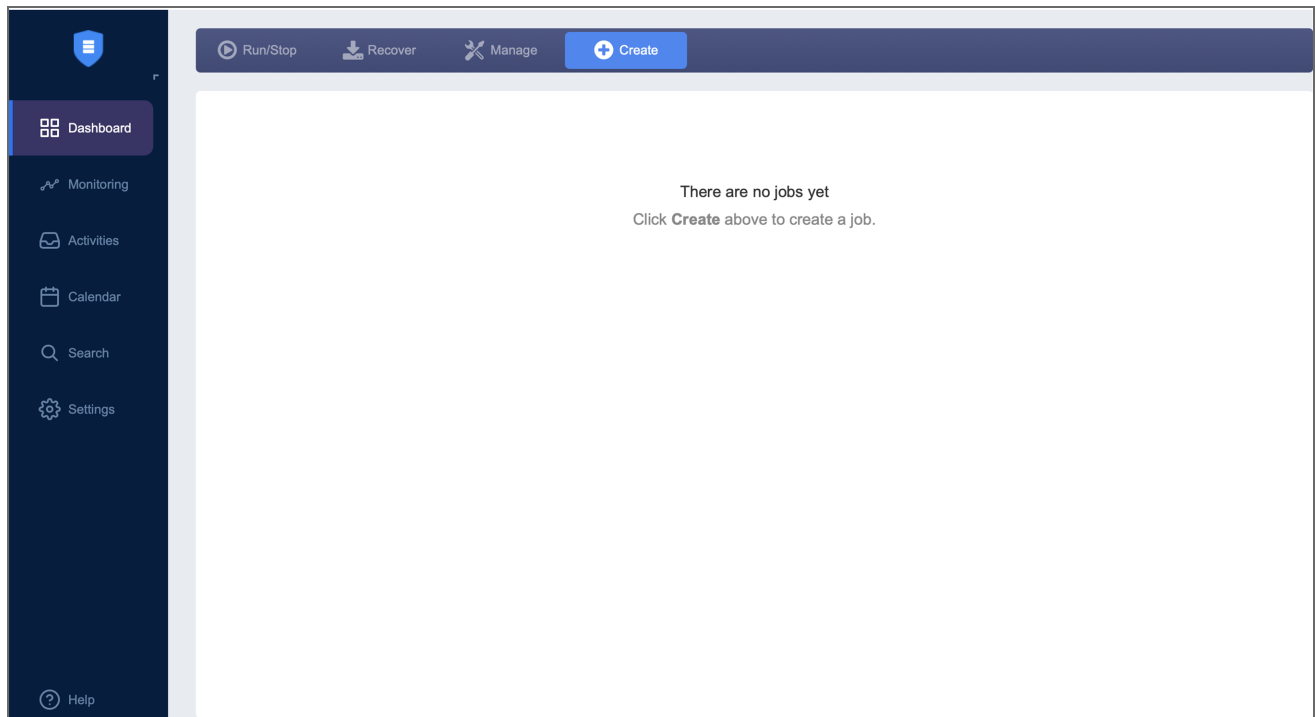 Run/Stop Recover Manage Create
Dashboard
Monitoring
Activities
Calendar
Search
Settings
Help
There are no jobs yet
Click Create above to create a job.